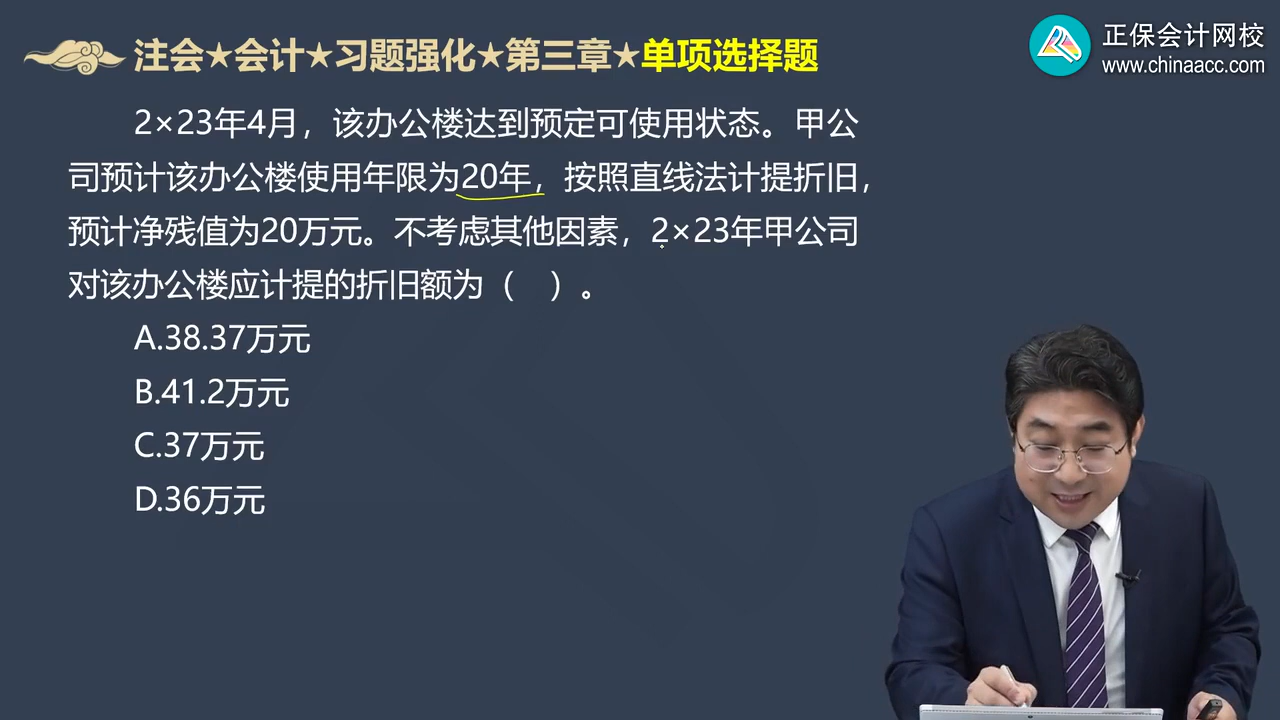 注会★会计★习题强化★第三章★单项选择题
正保会计网校
www.chinaacc.com
2×23年4月，该办公楼达到预定可使用状态。甲公
司预计该办公楼使用年限为20年，按照直线法计提折旧，
预计净残值为20万元。不考虑其他因素，2×23年甲公司
对该办公楼应计提的折旧额为（　）。
A.38.37万元
B.41.2万元
C.37万元
D.36万元